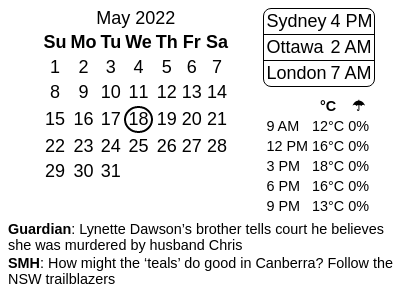 May 2022
Su Mo Tu We Th Fr Sa
1 2 3 4 5 6 7
8 9 10 11 12 13 14
15 16 17 18 19 20 21
22 23 24 25 26 27 28
29 30 31
Sydney 4 PM
Ottawa 2 AM
London 7 AM
°C ☂
9 AM 12°C 0%
12 PM 16°C 0%
3 PM 18°C 0%
6 PM 16°C 0%
9 PM 13°C 0%
Guardian: Lynette Dawson’s brother tells court he believes
she was murdered by husband Chris
SMH: How might the ‘teals’ do good in Canberra? Follow the
NSW trailblazers